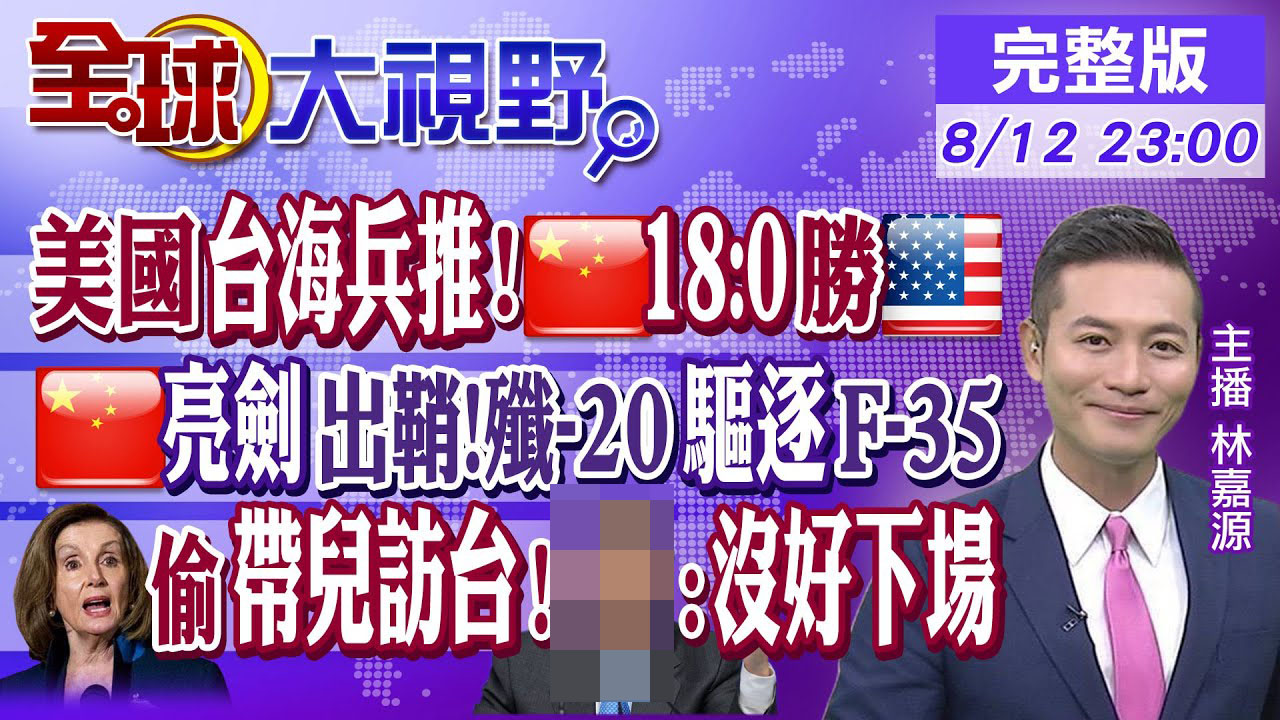 全球大視野
完整版
8/12 23:00
美國台海兵推!18:0勝
亮劍出鞘!殲-20驅逐F-35
偷帶兒訪台! :沒好下場
主播 林嘉源